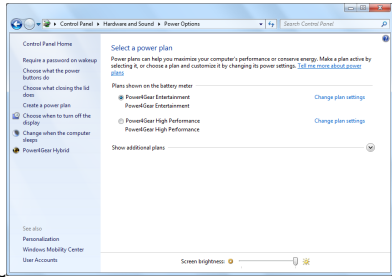 Control Panel ▸ Hardware and Sound ▸ Power Options
Search Control Panel
Control Panel Home
Require a password on wakeup
Choose what the power
buttons do
Choose what closing the lid
does
Create a power plan
Choose when to turn off the
display
Change when the computer
sleeps
Power4Gear Hybrid
See also
Personalization
Windows Mobility Center
User Accounts
Select a power plan
Power plans can help you maximize your computer's performance or conserve energy. Make a plan active by
selecting it, or choose a plan and customize it by changing its power settings. Tell me more about power
plans
Plans shown on the battery meter
Power4Gear Entertainment Change plan settings
Power4Gear Entertainment
Power4Gear High Performance Change plan settings
Power4Gear High Performance
Show additional plans
Screen brightness: